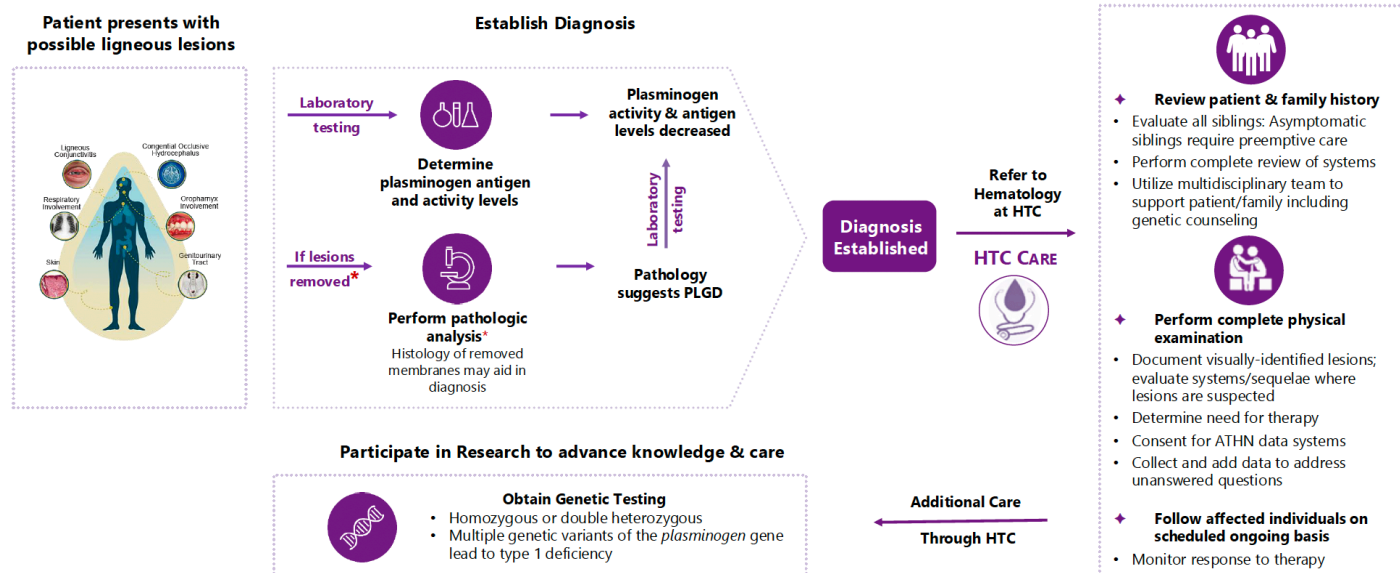 Patient presents with
possible ligneous lesions
Ligneous
Conjunctivitis
Congential Occlusive
Hydrocephalus
Respiratory
Involvement
Oropharnyx
Involvement
Skin
Genitourinary
Tract
Establish Diagnosis
Laboratory
testing
Determine
plasminogen antigen
and activity levels
Plasminogen
activity & antigen
levels decreased
Laboratory
testing
If lesions
removed*
Perform pathologic
analysis*
Histology of removed
membranes may aid in
diagnosis
Pathology
suggests PLGD
Diagnosis
Established
Refer to
Hematology
at HTC
HTC CARE
✦ Review patient & family history
• Evaluate all siblings: Asymptomatic
siblings require preemptive care
• Perform complete review of systems
• Utilize multidisciplinary team to
support patient/family including
genetic counseling
✦ Perform complete physical
examination
• Document visually-identified lesions;
evaluate systems/sequelae where
lesions are suspected
• Determine need for therapy
• Consent for ATHN data systems
• Collect and add data to address
unanswered questions
✦ Follow affected individuals on
scheduled ongoing basis
• Monitor response to therapy
Additional Care
Through HTC
Participate in Research to advance knowledge & care
Obtain Genetic Testing
• Homozygous or double heterozygous
• Multiple genetic variants of the plasminogen gene
lead to type 1 deficiency